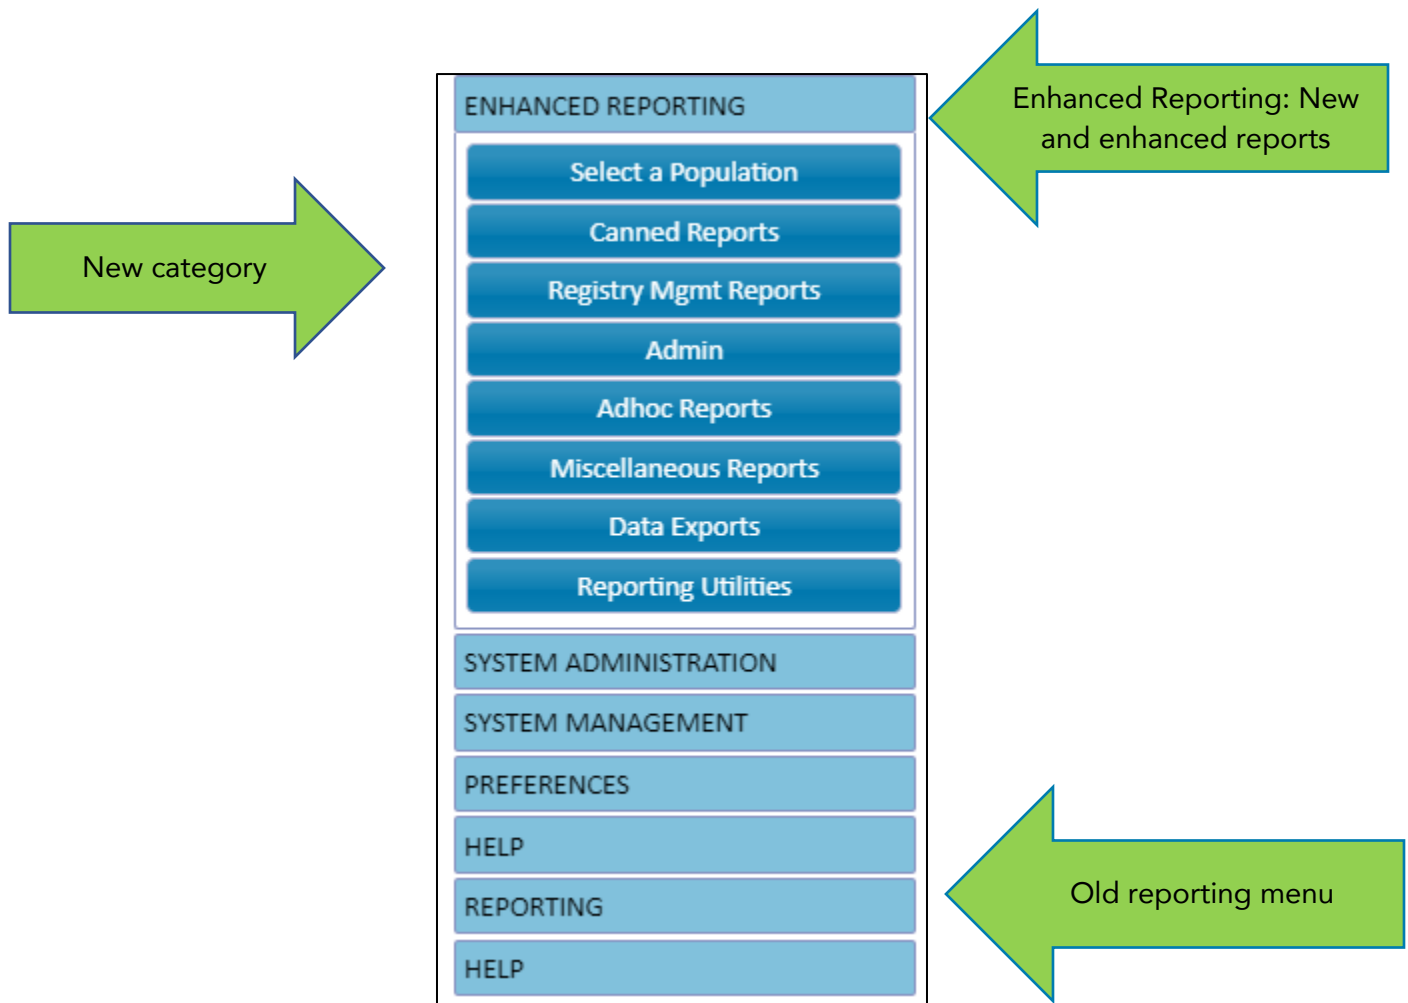 ENHANCED REPORTING
Enhanced Reporting: New
and enhanced reports
Select a Population
Canned Reports
New category
Registry Mgmt Reports
Admin
Adhoc Reports
Miscellaneous Reports
Data Exports
Reporting Utilities
SYSTEM ADMINISTRATION
SYSTEM MANAGEMENT
PREFERENCES
HELP
REPORTING
Old reporting menu
HELP